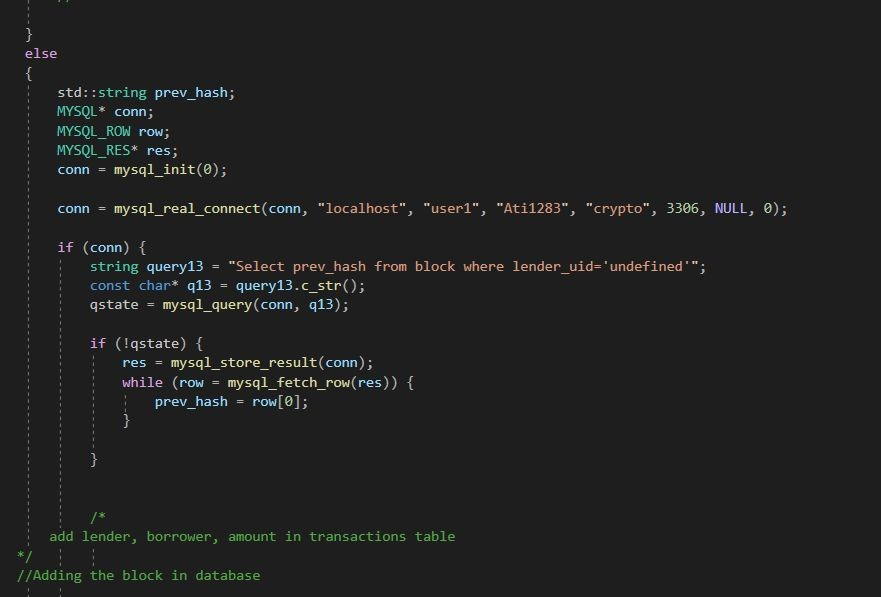 }
else
{
std::string prev_hash;
MYSQL* conn;
MYSQL_ROW row;
MYSQL_RES* res;
conn = mysql_init(0);
conn = mysql_real_connect(conn, "localhost", "user1", "Ati1283", "crypto", 3306, NULL, 0);
if (conn) {
string query13 = "Select prev_hash from block where lender_uid='undefined'";
const char* q13 = query13.c_str();
qstate = mysql_query(conn, q13);
if (!qstate) {
res = mysql_store_result(conn);
while (row = mysql_fetch_row(res)) {
prev_hash = row[0];
}
}
/*
add lender, borrower, amount in transactions table
*/
//Adding the block in database